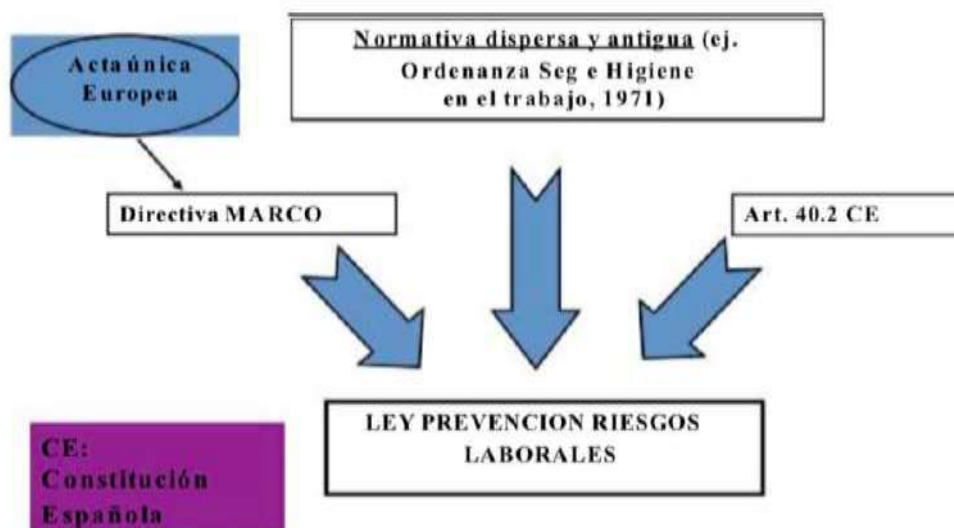 Acta única
Europea
Normativa dispersa y antigua (ej.
Ordenanza Seg e Higiene
en el trabajo, 1971)
Directiva MARCO
Art. 40.2 CE
LEY PREVENCION RIESGOS
LABORALES
CE:
Constitución
Española